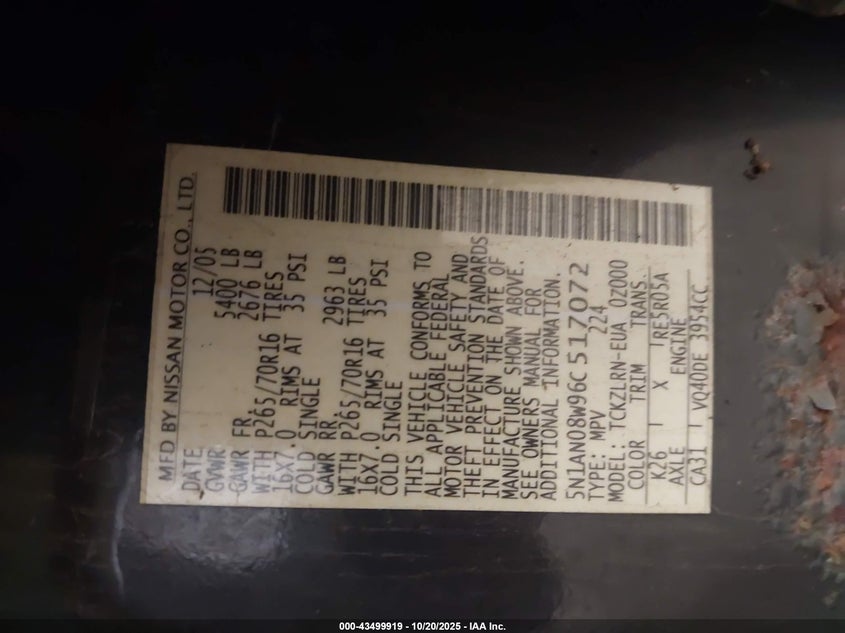 MFD BY NISSAN MOTOR CO., LTD.
DATE 12/05
GVWR 5400 LB
GAWR FR. 2676 LB
WITH P265/70R16 TIRES
16X7.0 RIMS AT 35 PSI
COLD SINGLE
GAWR RR. 2963 LB
WITH P265/70R16 TIRES
16X7.0 RIMS AT 35 PSI
COLD SINGLE
THIS VEHICLE CONFORMS TO
ALL APPLICABLE FEDERAL
MOTOR VEHICLE SAFETY AND
THEFT PREVENTION STANDARDS
IN EFFECT ON THE DATE OF
MANUFACTURE SHOWN ABOVE.
SEE OWNERS MANUAL FOR
ADDITIONAL INFORMATION.
5N1AN08W96C517072
TYPE: MPV 224
MODEL: TCKZLRN-EUA 0Z000
COLOR TRIM TRANS.
K26 X RE5R05A
AXLE ENGINE
CA31 VQ40DE 3954CC
000-43499919 - 10/20/2025 - IAA Inc.